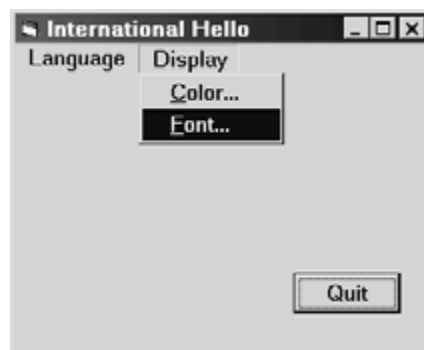 International Hello
Language Display
Color...
Font...
Quit